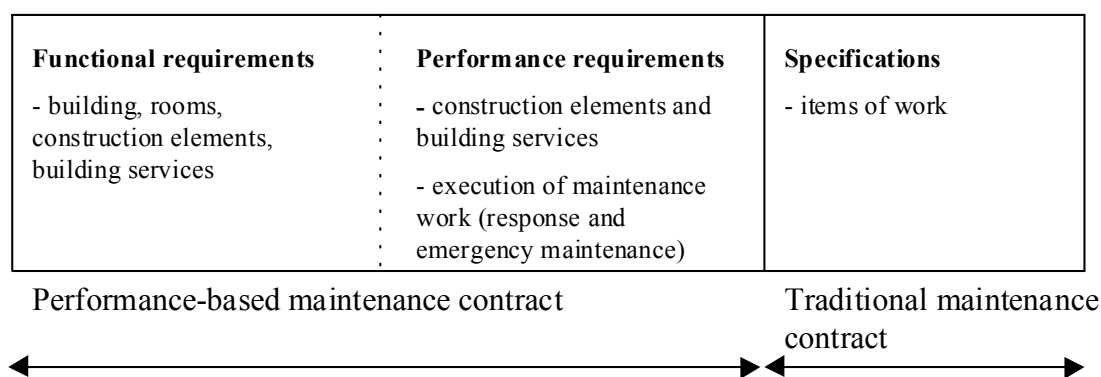 Functional requirements
- building, rooms,
construction elements,
building services
Performance requirements
- construction elements and
building services
- execution of maintenance
work (response and
emergency maintenance)
Specifications
- items of work
Performance-based maintenance contract
Traditional maintenance
contract